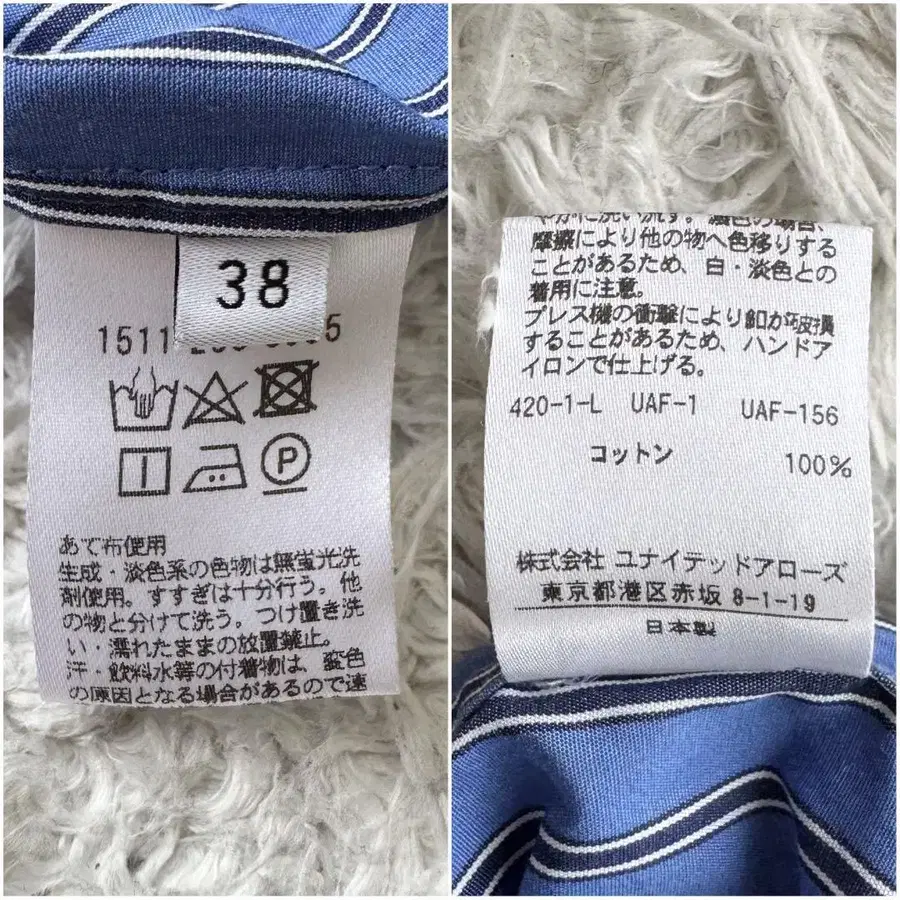 38
1511
5
P
あて布使用
生成・淡色系の色物は無蛍光洗
剤使用。すすぎは十分行う。他
の物と分けて洗う。つけ置き洗
い・濡れたままの放置禁止。
汗・飲料水等の付着物は、変色
の原因となる場合があるので速
やかに洗い流す。濃色の場合、
摩擦により他の物へ色移りする
ことがあるため、白・淡色との
着用に注意。
プレス機の衝撃により釦が破損
することがあるため、ハンドア
イロンで仕上げる。
420-1-L UAF-1 UAF-156
コットン 100%
株式会社 ユナイテッドアローズ
東京都港区赤坂 8-1-19
日本製